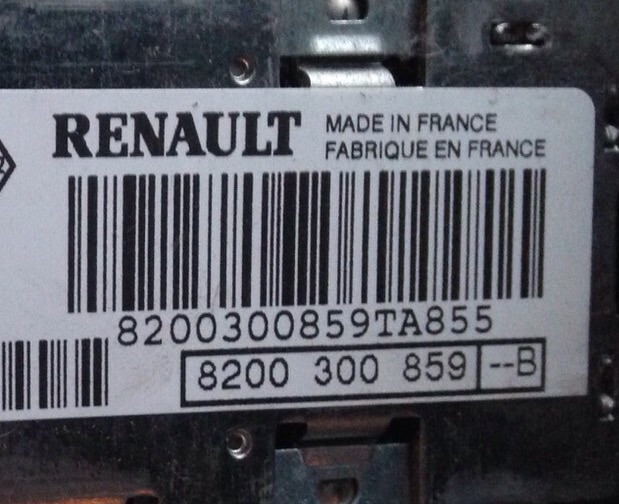 RENAULT
MADE IN FRANCE
FABRIQUE EN FRANCE
8200300859TA855
8200 300 859 --B